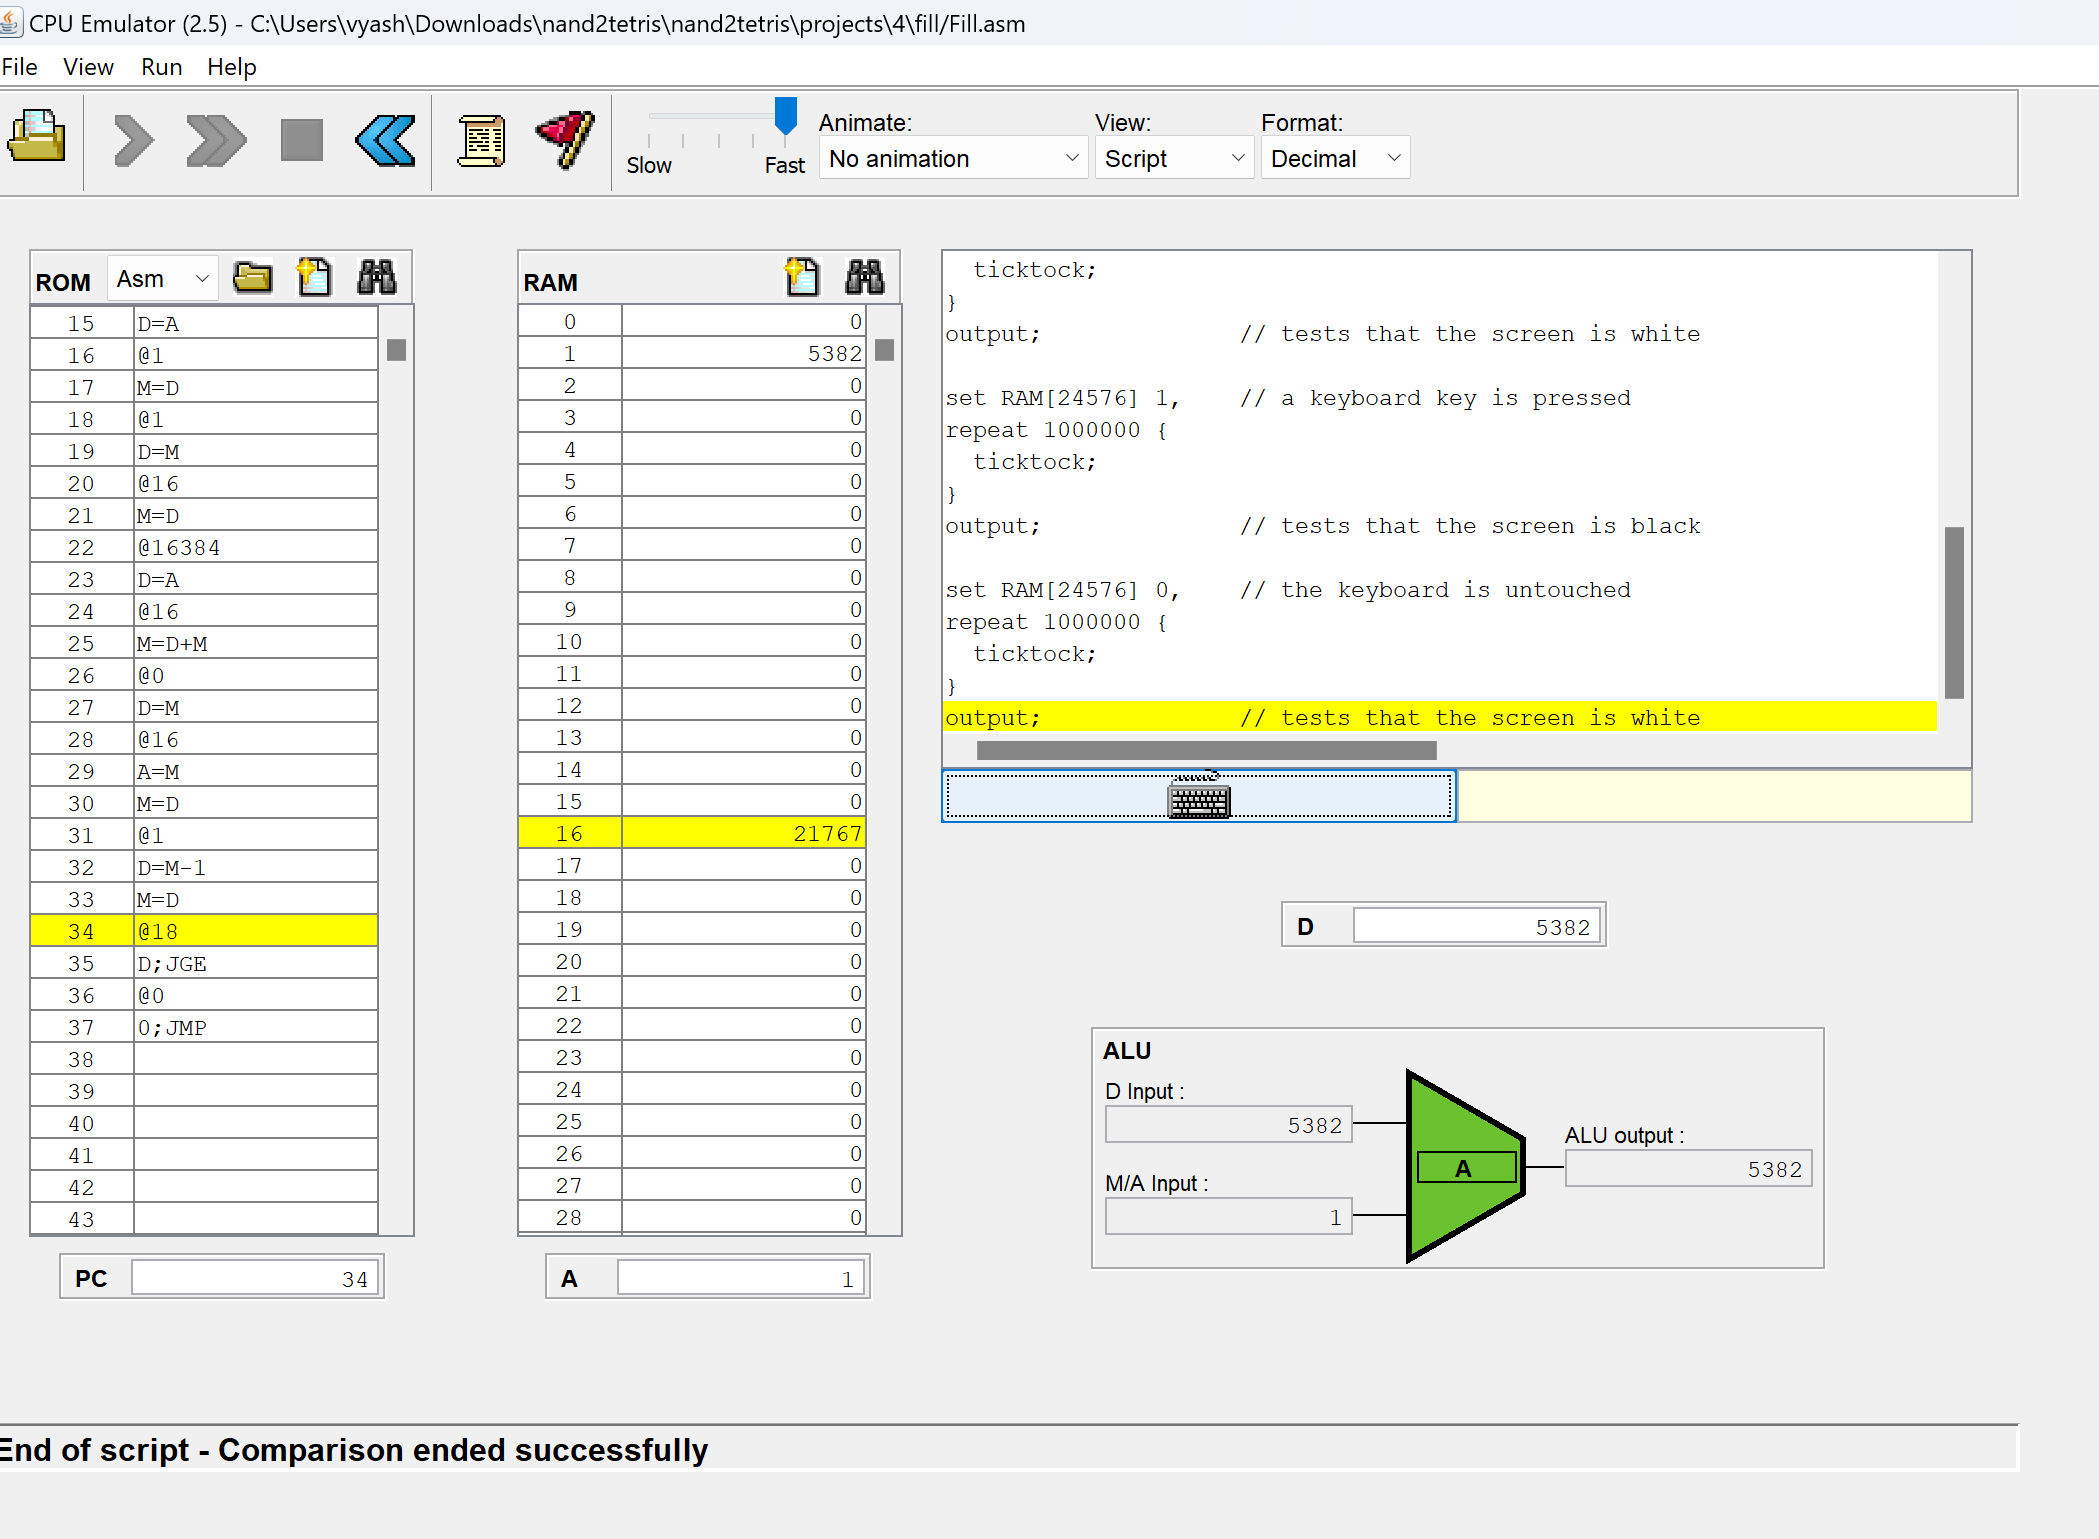 CPU Emulator (2.5) - C:\Users\vyash\Downloads\nand2tetris\nand2tetris\projects\4\fill/Fill.asm
File View Run Help
Slow Fast
Animate:
No animation
View:
Script
Format:
Decimal
ROM Asm
15 D=A
16 @1
17 M=D
18 @1
19 D=M
20 @16
21 M=D
22 @16384
23 D=A
24 @16
25 M=D+M
26 @0
27 D=M
28 @16
29 A=M
30 M=D
31 @1
32 D=M-1
33 M=D
34 @18
35 D;JGE
36 @0
37 0;JMP
38
39
40
41
42
43
PC 34
RAM
0 0
1 5382
2 0
3 0
4 0
5 0
6 0
7 0
8 0
9 0
10 0
11 0
12 0
13 0
14 0
15 0
16 21767
17 0
18 0
19 0
20 0
21 0
22 0
23 0
24 0
25 0
26 0
27 0
28 0
A 1
ticktock;
}
output; // tests that the screen is white
set RAM[24576] 1, // a keyboard key is pressed
repeat 1000000 {
ticktock;
}
output; // tests that the screen is black
set RAM[24576] 0, // the keyboard is untouched
repeat 1000000 {
ticktock;
}
output; // tests that the screen is white
D 5382
ALU
D Input :
5382
M/A Input :
1
A
ALU output :
5382
End of script - Comparison ended successfully